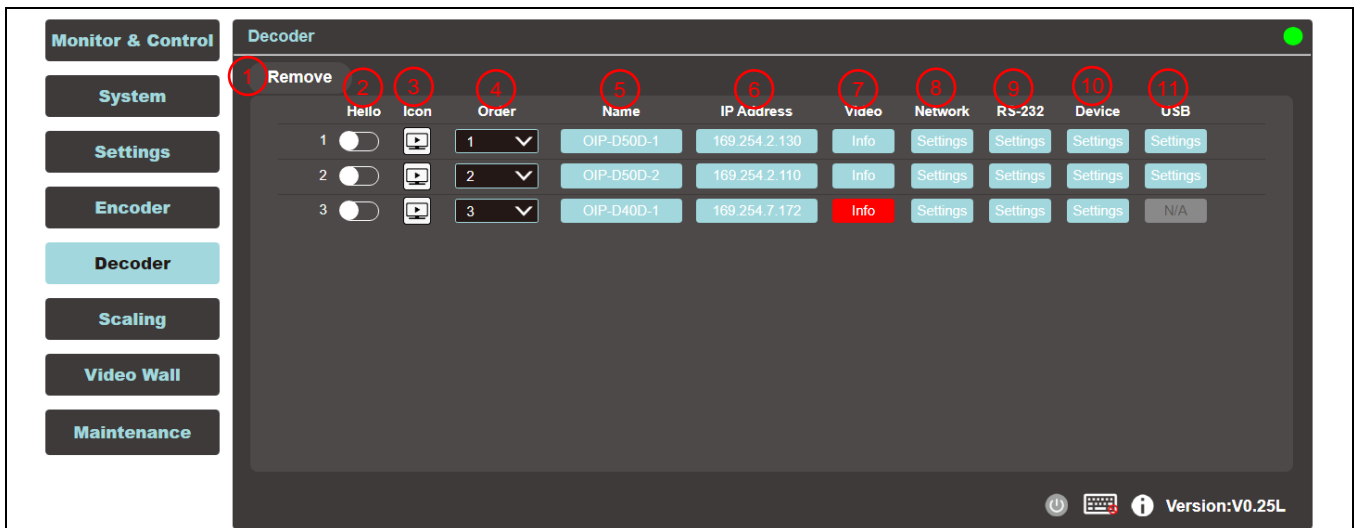 Monitor & Control
System
Settings
Encoder
Decoder
Scaling
Video Wall
Maintenance
Decoder
1 Remove
2 3 4 5 6 7 8 9 10 11
Hello Icon Order Name IP Address Video Network RS-232 Device USB
1 1 OIP-D50D-1 169.254.2.130 Info Settings Settings Settings Settings
2 2 OIP-D50D-2 169.254.2.110 Info Settings Settings Settings Settings
3 3 OIP-D40D-1 169.254.7.172 Info Settings Settings Settings N/A
Version:V0.25L